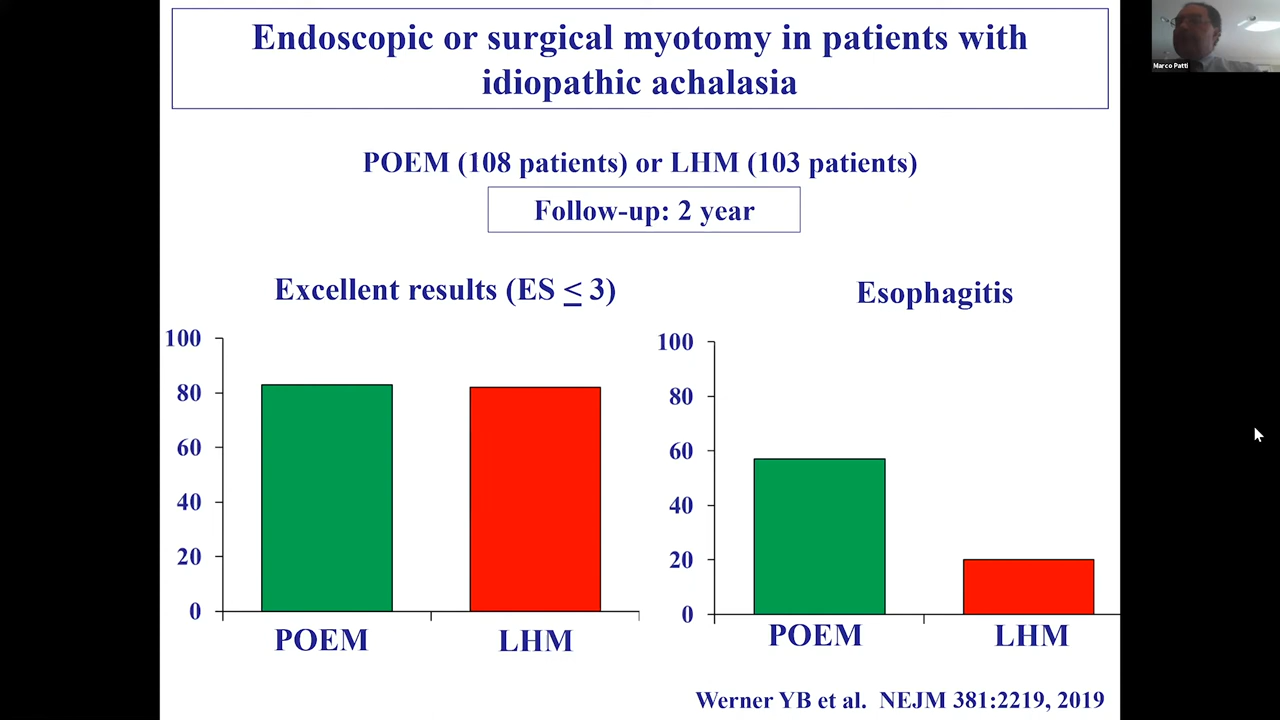 Endoscopic or surgical myotomy in patients with
idiopathic achalasia
Marco Patti
POEM (108 patients) or LHM (103 patients)
Follow-up: 2 year
Excellent results (ES ≤ 3)
100
80
60
40
20
0
POEM
LHM
Esophagitis
100
80
60
40
20
0
POEM
LHM
Werner YB et al. NEJM 381:2219, 2019